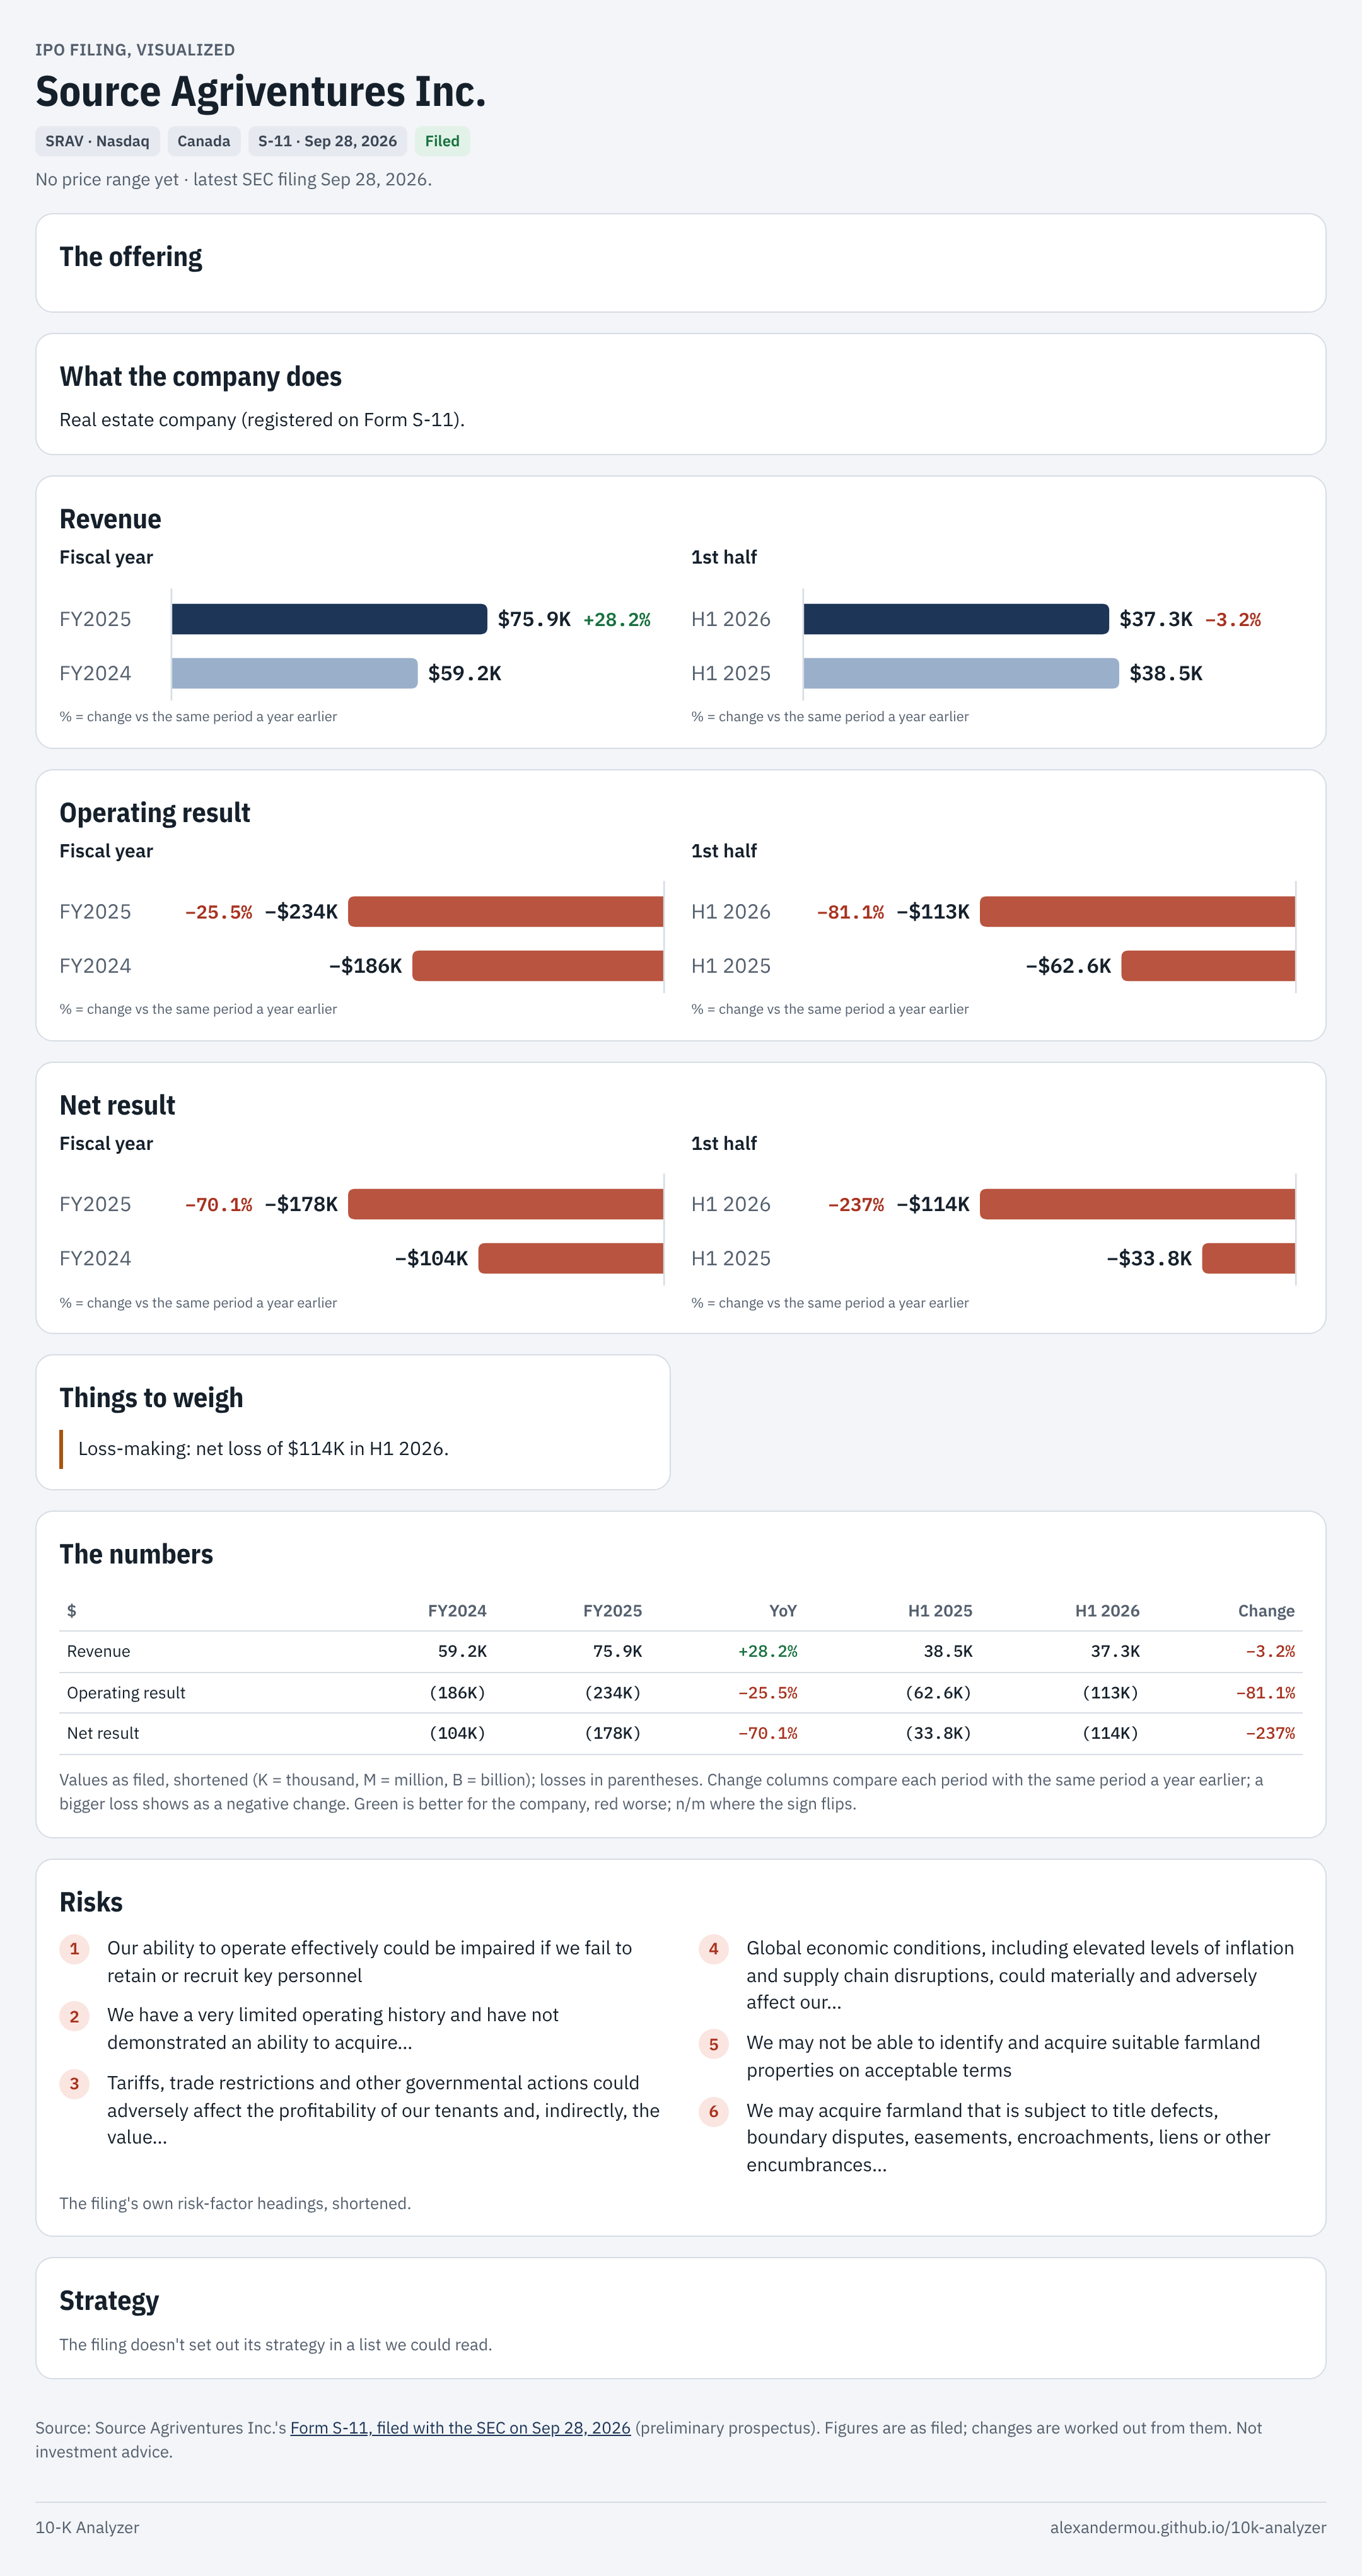 IPO FILING, VISUALIZED
Source Agriventures Inc.
SRAV · Nasdaq Canada S-11 · Sep 28, 2026 Filed
No price range yet · latest SEC filing Sep 28, 2026.
The offering
What the company does
Real estate company (registered on Form S-11).
Revenue
Fiscal year
FY2025 $75.9K +28.2%
FY2024 $59.2K
% = change vs the same period a year earlier
1st half
H1 2026 $37.3K −3.2%
H1 2025 $38.5K
% = change vs the same period a year earlier
Operating result
Fiscal year
FY2025 −25.5% −$234K
FY2024 −$186K
% = change vs the same period a year earlier
1st half
H1 2026 −81.1% −$113K
H1 2025 −$62.6K
% = change vs the same period a year earlier
Net result
Fiscal year
FY2025 −70.1% −$178K
FY2024 −$104K
% = change vs the same period a year earlier
1st half
H1 2026 −237% −$114K
H1 2025 −$33.8K
% = change vs the same period a year earlier
Things to weigh
Loss-making: net loss of $114K in H1 2026.
The numbers
$ FY2024 FY2025 YoY H1 2025 H1 2026 Change
Revenue 59.2K 75.9K +28.2% 38.5K 37.3K −3.2%
Operating result (186K) (234K) −25.5% (62.6K) (113K) −81.1%
Net result (104K) (178K) −70.1% (33.8K) (114K) −237%
Values as filed, shortened (K = thousand, M = million, B = billion); losses in parentheses. Change columns compare each period with the same period a year earlier; a
bigger loss shows as a negative change. Green is better for the company, red worse; n/m where the sign flips.
Risks
1 Our ability to operate effectively could be impaired if we fail to
retain or recruit key personnel
2 We have a very limited operating history and have not
demonstrated an ability to acquire…
3 Tariffs, trade restrictions and other governmental actions could
adversely affect the profitability of our tenants and, indirectly, the
value…
4 Global economic conditions, including elevated levels of inflation
and supply chain disruptions, could materially and adversely
affect our…
5 We may not be able to identify and acquire suitable farmland
properties on acceptable terms
6 We may acquire farmland that is subject to title defects,
boundary disputes, easements, encroachments, liens or other
encumbrances…
The filing's own risk-factor headings, shortened.
Strategy
The filing doesn't set out its strategy in a list we could read.
Source: Source Agriventures Inc.'s Form S-11, filed with the SEC on Sep 28, 2026 (preliminary prospectus). Figures are as filed; changes are worked out from them. Not
investment advice.
10-K Analyzer alexandermou.github.io/10k-analyzer